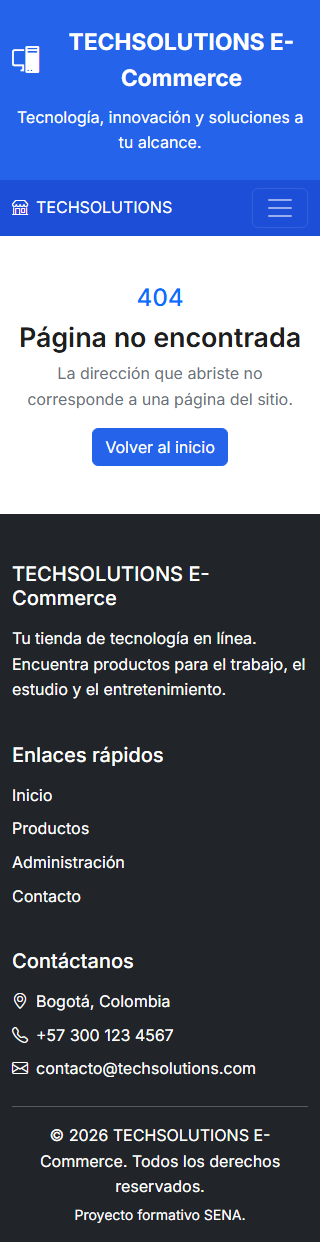 TECHSOLUTIONS E-
Commerce
Tecnología, innovación y soluciones a
tu alcance.
TECHSOLUTIONS
404
Página no encontrada
La dirección que abriste no
corresponde a una página del sitio.
Volver al inicio
TECHSOLUTIONS E-
Commerce
Tu tienda de tecnología en línea.
Encuentra productos para el trabajo, el
estudio y el entretenimiento.
Enlaces rápidos
Inicio
Productos
Administración
Contacto
Contáctanos
Bogotá, Colombia
+57 300 123 4567
contacto@techsolutions.com
© 2026 TECHSOLUTIONS E-
Commerce. Todos los derechos
reservados.
Proyecto formativo SENA.